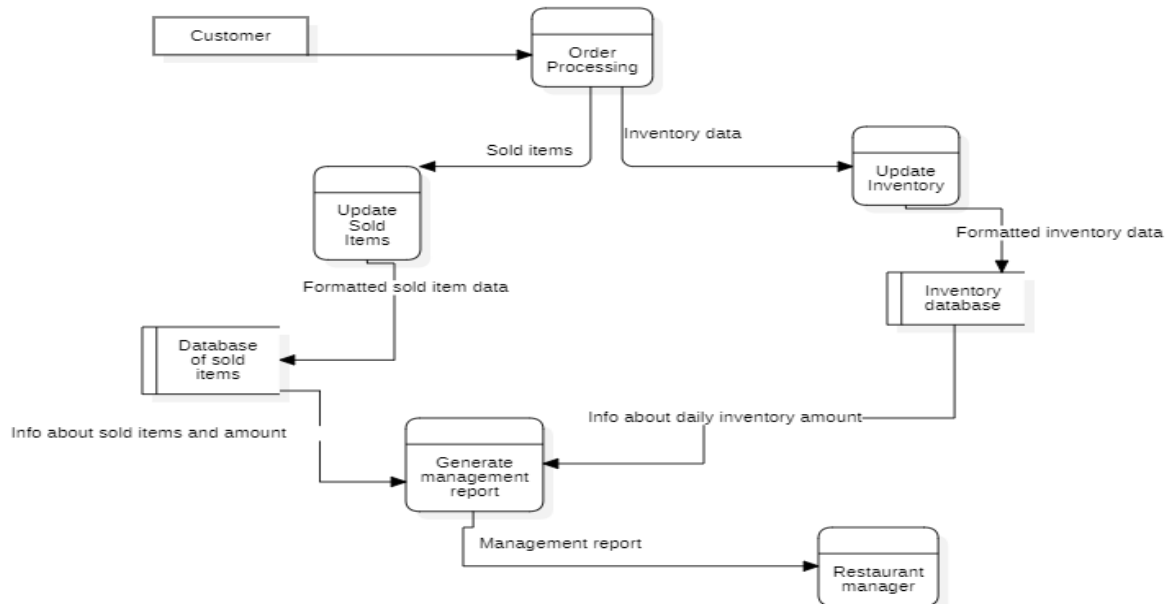 Customer
Order
Processing
Sold items
Inventory data
Update
Inventory
Update
Sold
Items
Formatted inventory data
Formatted sold item data
Inventory
database
Database
of sold
items
Info about daily inventory amount
Info about sold items and amount
Generate
management
report
Management report
Restaurant
manager